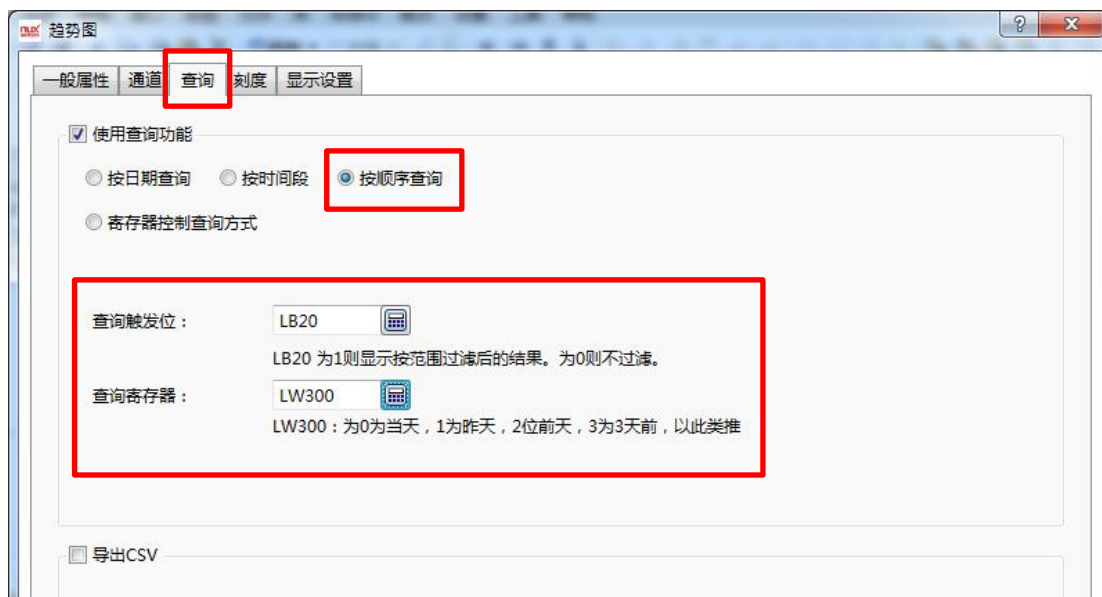 nux 趋势图
一般属性 通道 查询 刻度 显示设置
使用查询功能
按日期查询 按时间段 按顺序查询
寄存器控制查询方式
查询触发位： LB20
LB20 为1则显示按范围过滤后的结果。为0则不过滤。
查询寄存器： LW300
LW300：为0为当天，1为昨天，2位前天，3为3天前，以此类推
导出CSV